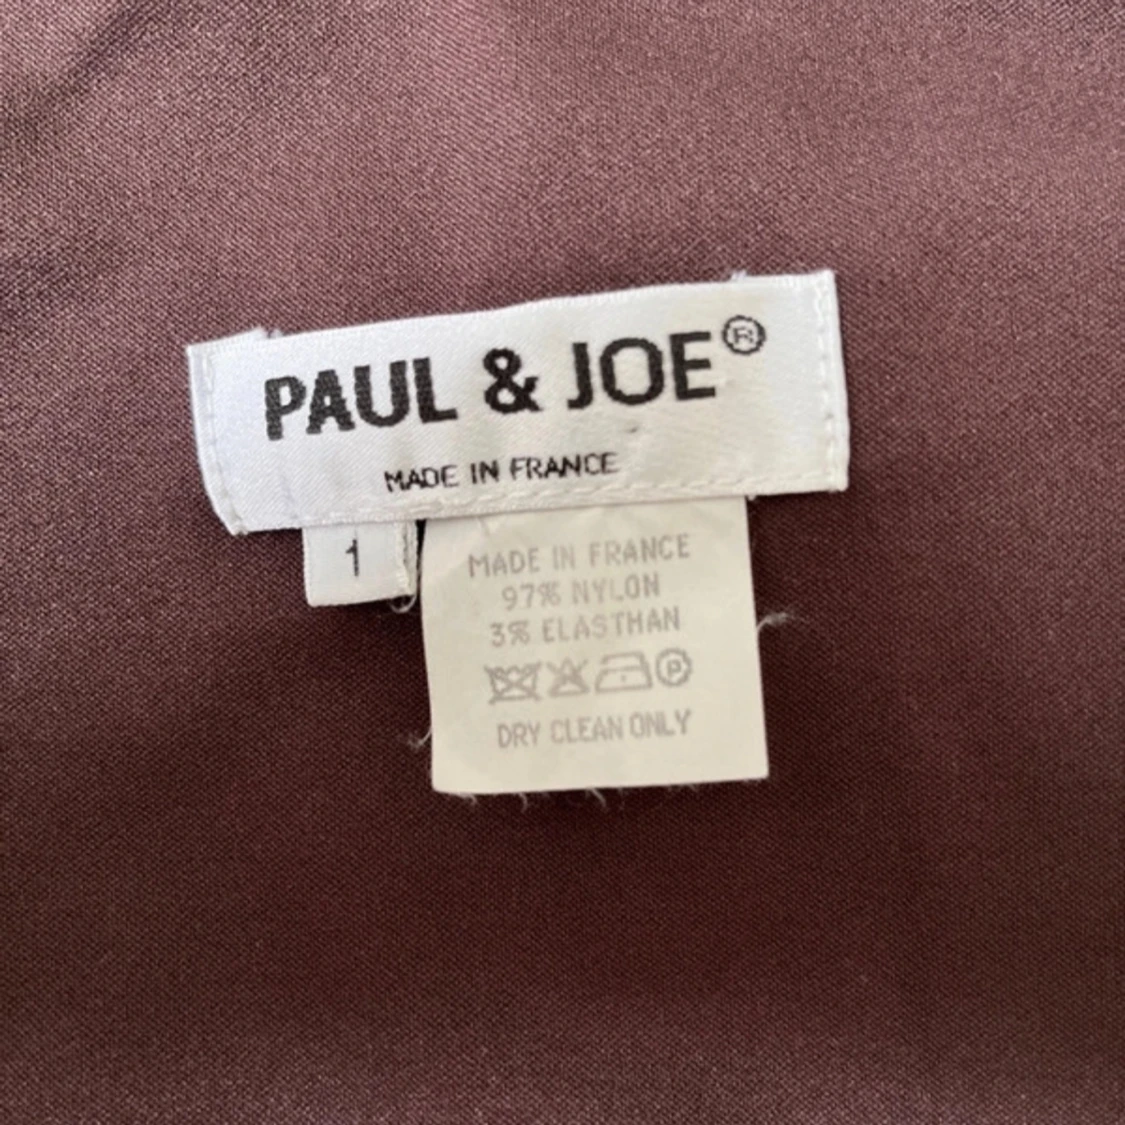 PAUL & JOE®
MADE IN FRANCE
1
MADE IN FRANCE
97% NYLON
3% ELASTHAN
P
DRY CLEAN ONLY